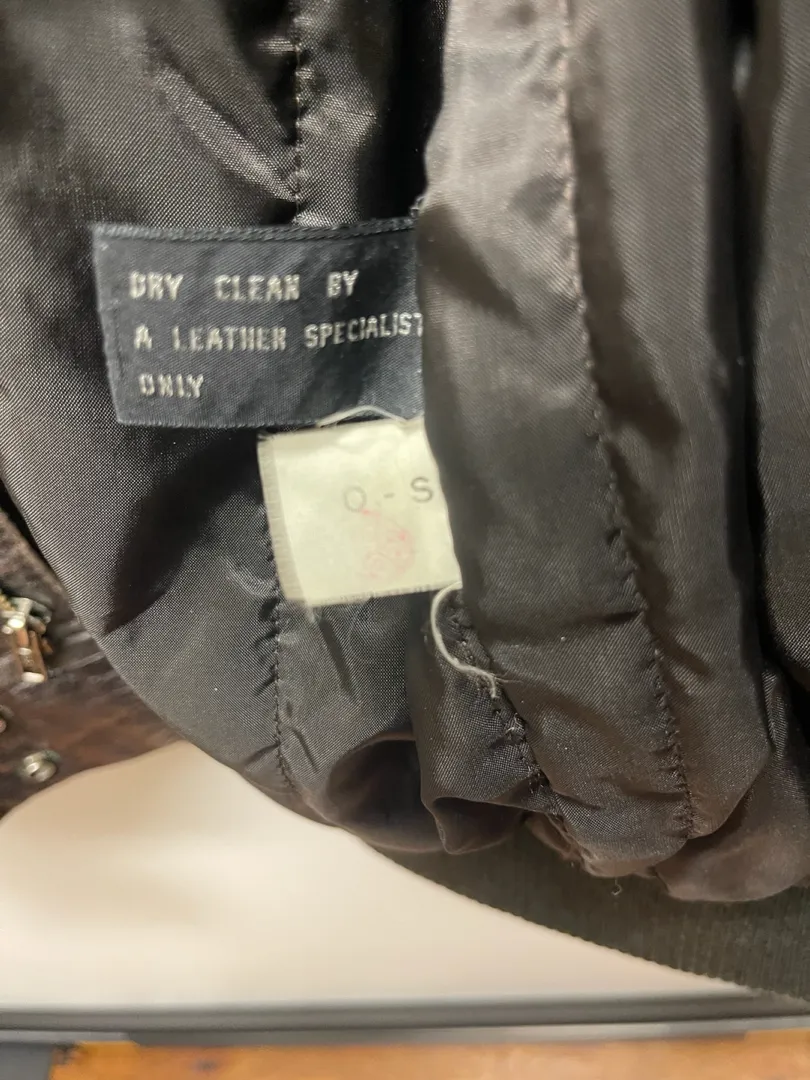 DRY CLEAN BY
A LEATHER SPECIALIST
ONLY
O - S